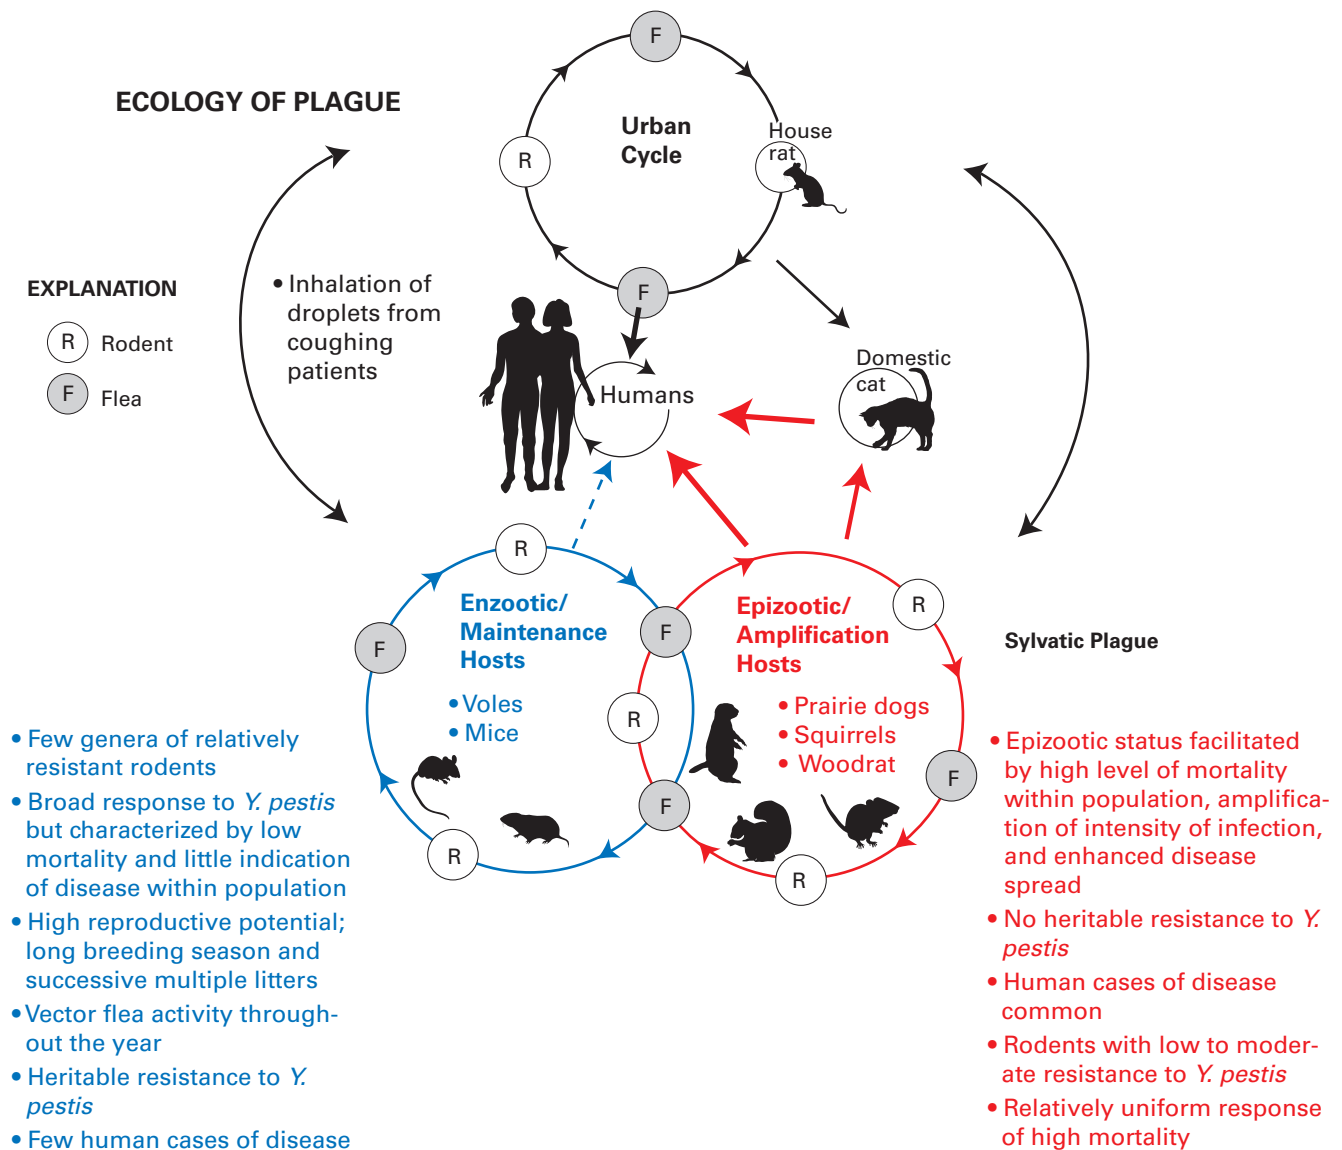 ECOLOGY OF PLAGUE
F
Urban
Cycle
R
House
rat
F
EXPLANATION
R Rodent
F Flea
• Inhalation of
droplets from
coughing
patients
Humans
Domestic
cat
R
F
Enzootic/
Maintenance
Hosts
• Voles
• Mice
F
R
F
R
Epizootic/
Amplification
Hosts
• Prairie dogs
• Squirrels
• Woodrat
R
F
R
Sylvatic Plague
• Few genera of relatively
resistant rodents
• Broad response to Y. pestis
but characterized by low
mortality and little indication
of disease within population
• High reproductive potential;
long breeding season and
successive multiple litters
• Vector flea activity through-
out the year
• Heritable resistance to Y.
pestis
• Few human cases of disease
• Epizootic status facilitated
by high level of mortality
within population, amplifica-
tion of intensity of infection,
and enhanced disease
spread
• No heritable resistance to Y.
pestis
• Human cases of disease
common
• Rodents with low to moder-
ate resistance to Y. pestis
• Relatively uniform response
of high mortality